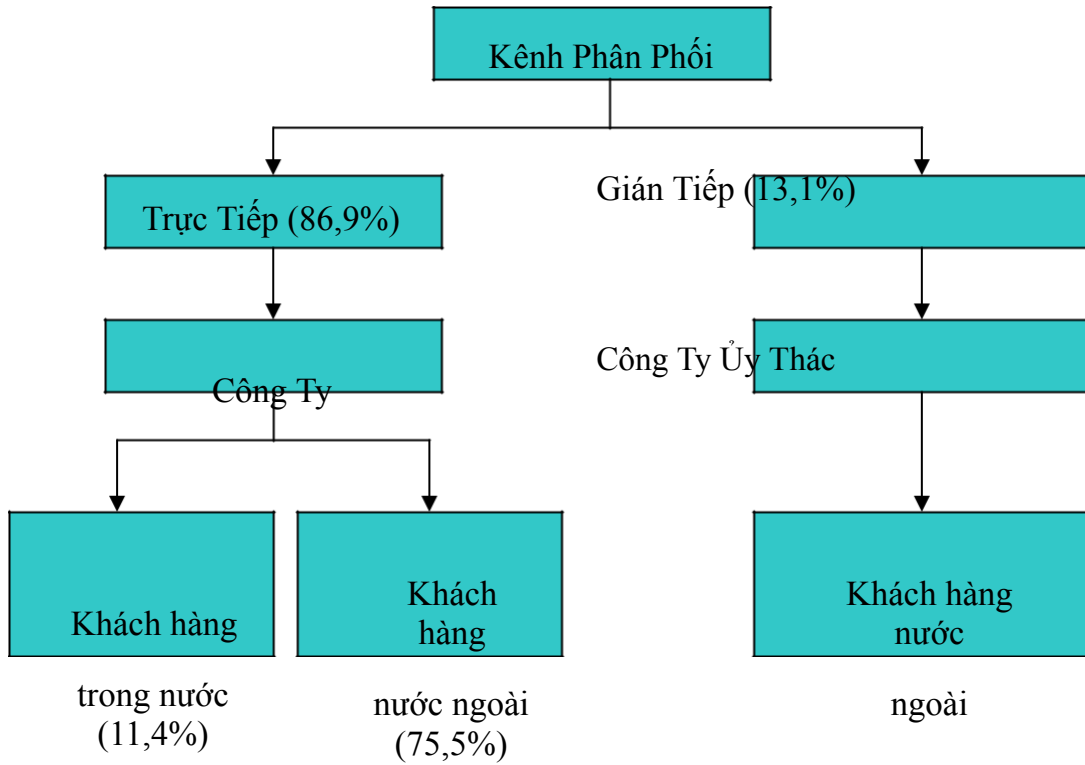 Kênh Phân Phối
Trực Tiếp (86,9%)
Gián Tiếp (13,1%)
Công Ty
Công Ty Ủy Thác
Khách hàng
trong nước
(11,4%)
Khách
hàng
nước ngoài
(75,5%)
Khách hàng
nước
ngoài